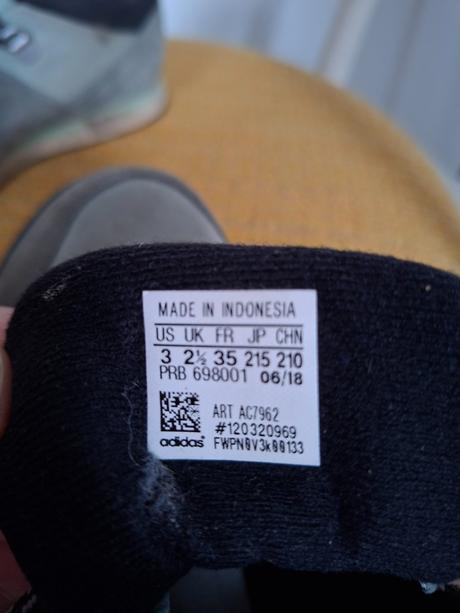 MADE IN INDONESIA
US UK FR JP CHN
3 2½ 35 215 210
PRB 698001 06/18
ART AC7962
#120320969
adidas® FWPN0V3k00133